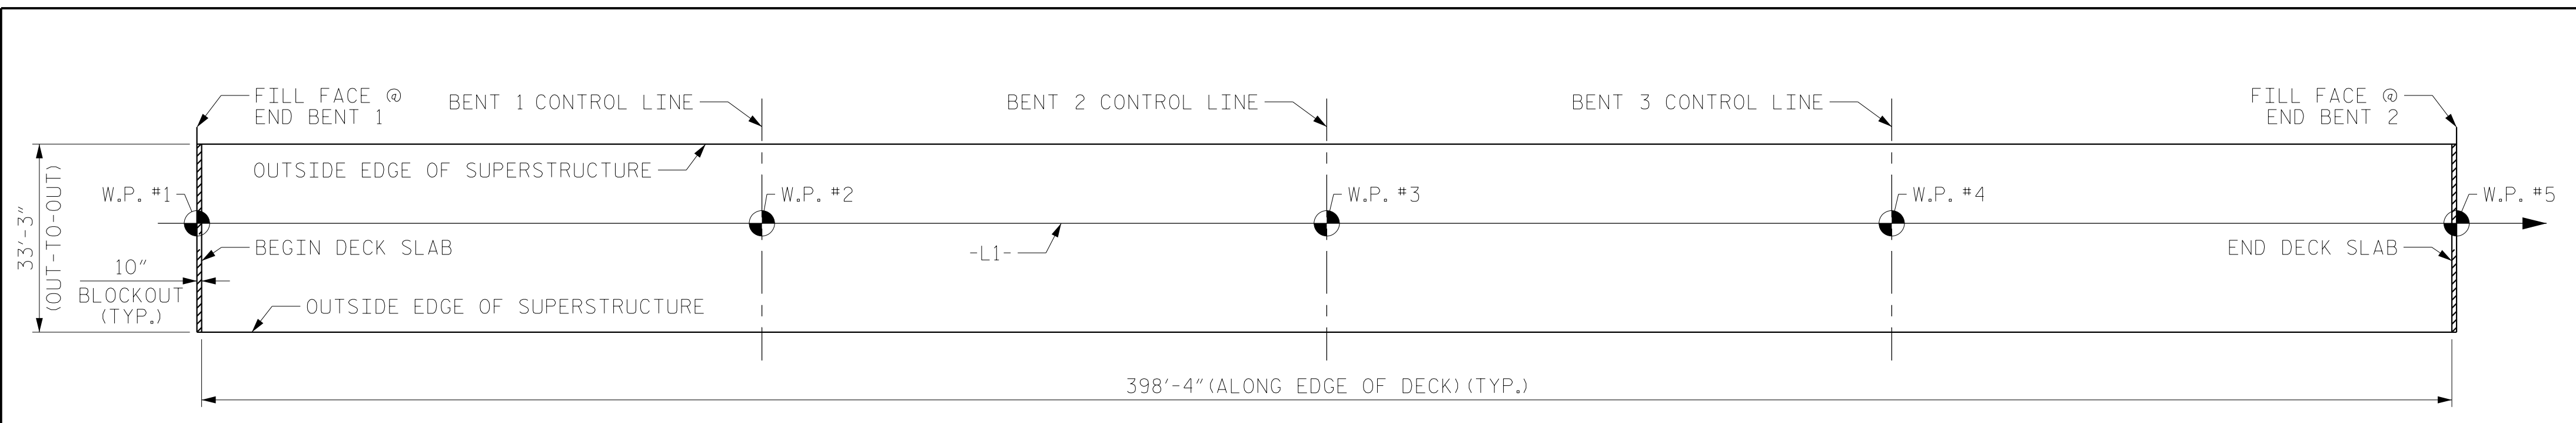 FILL FACE @
END BENT 1
BENT 1 CONTROL LINE
BENT 2 CONTROL LINE
BENT 3 CONTROL LINE
FILL FACE @
END BENT 2
OUTSIDE EDGE OF SUPERSTRUCTURE
W.P. #1
W.P. #2
W.P. #3
W.P. #4
W.P. #5
33'-3"
(OUT-TO-OUT)
BEGIN DECK SLAB
-L1-
END DECK SLAB
10"
BLOCKOUT
(TYP.)
OUTSIDE EDGE OF SUPERSTRUCTURE
398'-4"(ALONG EDGE OF DECK)(TYP.)